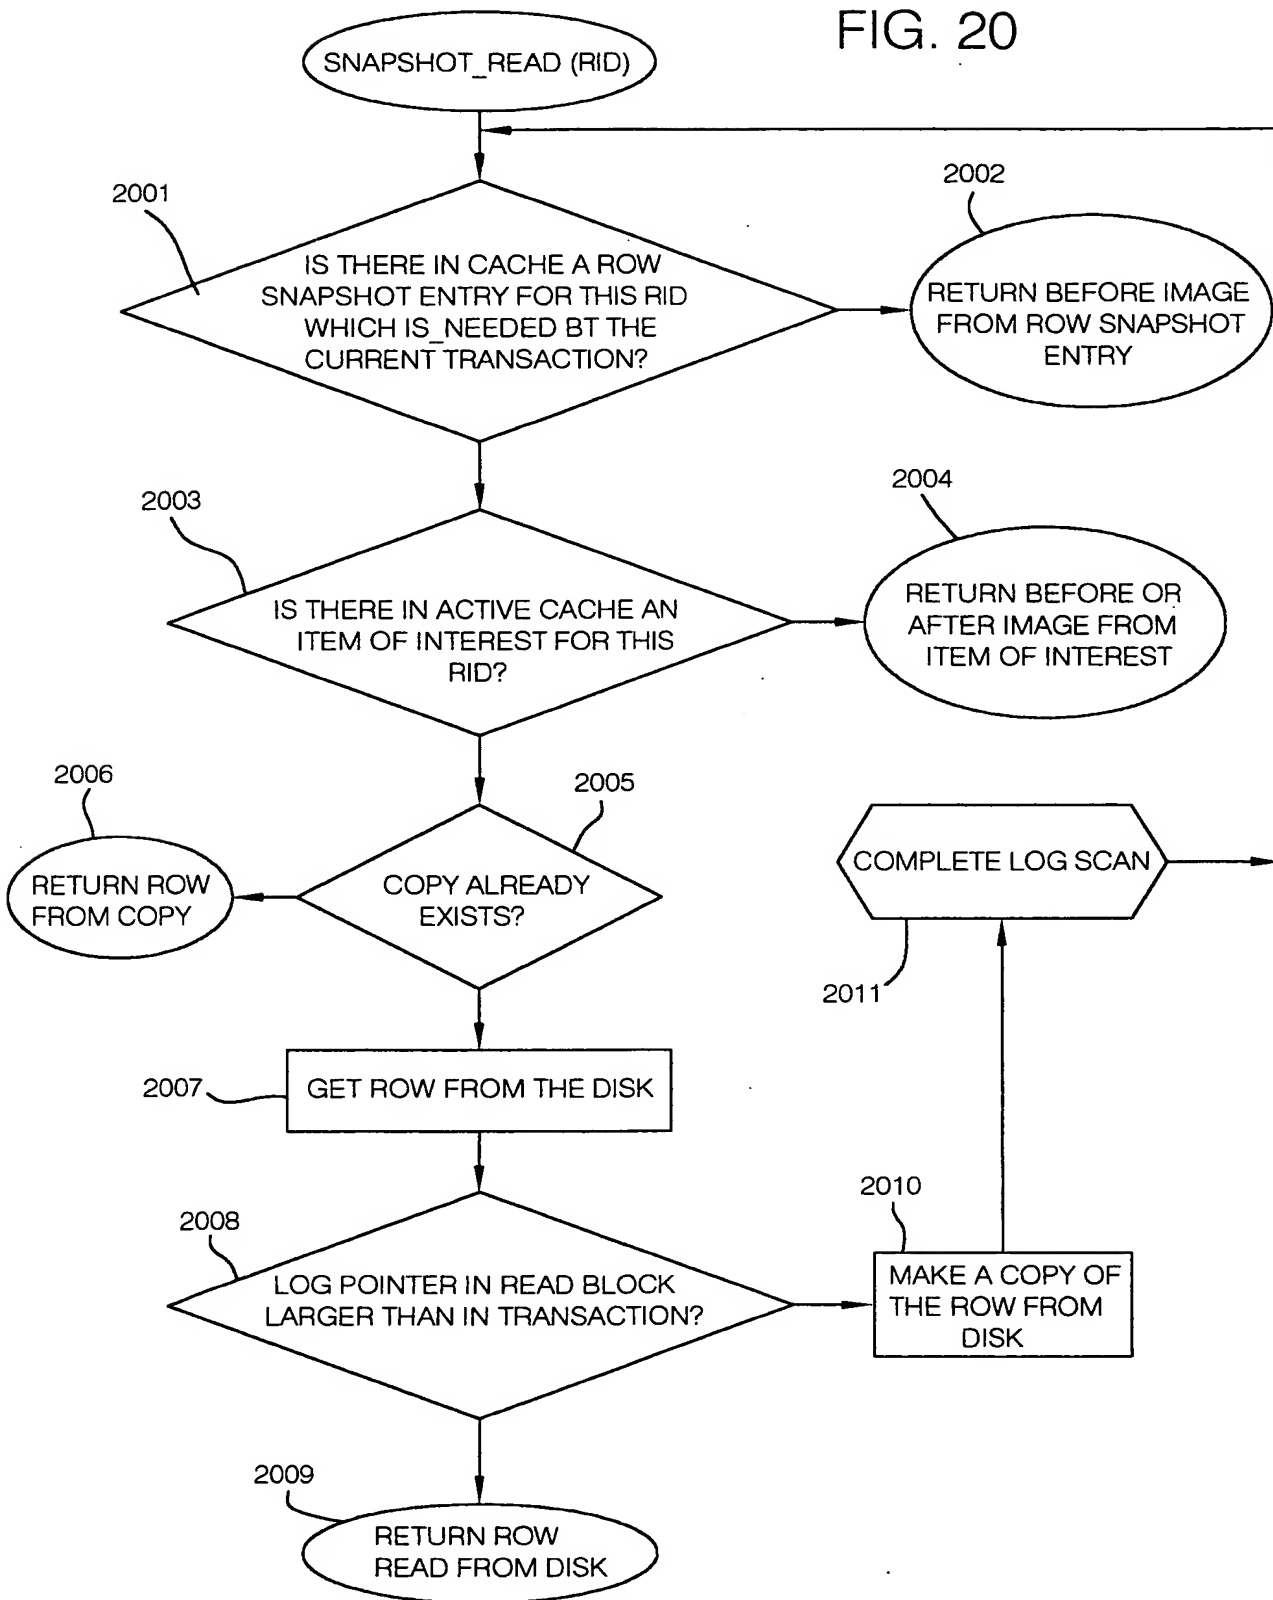 FIG. 20
SNAPSHOT_READ (RID)
2001
IS THERE IN CACHE A ROW
SNAPSHOT ENTRY FOR THIS RID
WHICH IS_NEEDED BT THE
CURRENT TRANSACTION?
2002
RETURN BEFORE IMAGE
FROM ROW SNAPSHOT
ENTRY
2003
IS THERE IN ACTIVE CACHE AN
ITEM OF INTEREST FOR THIS
RID?
2004
RETURN BEFORE OR
AFTER IMAGE FROM
ITEM OF INTEREST
2005
COPY ALREADY
EXISTS?
2006
RETURN ROW
FROM COPY
COMPLETE LOG SCAN
2011
2007
GET ROW FROM THE DISK
2008
LOG POINTER IN READ BLOCK
LARGER THAN IN TRANSACTION?
2010
MAKE A COPY OF
THE ROW FROM
DISK
2009
RETURN ROW
READ FROM DISK